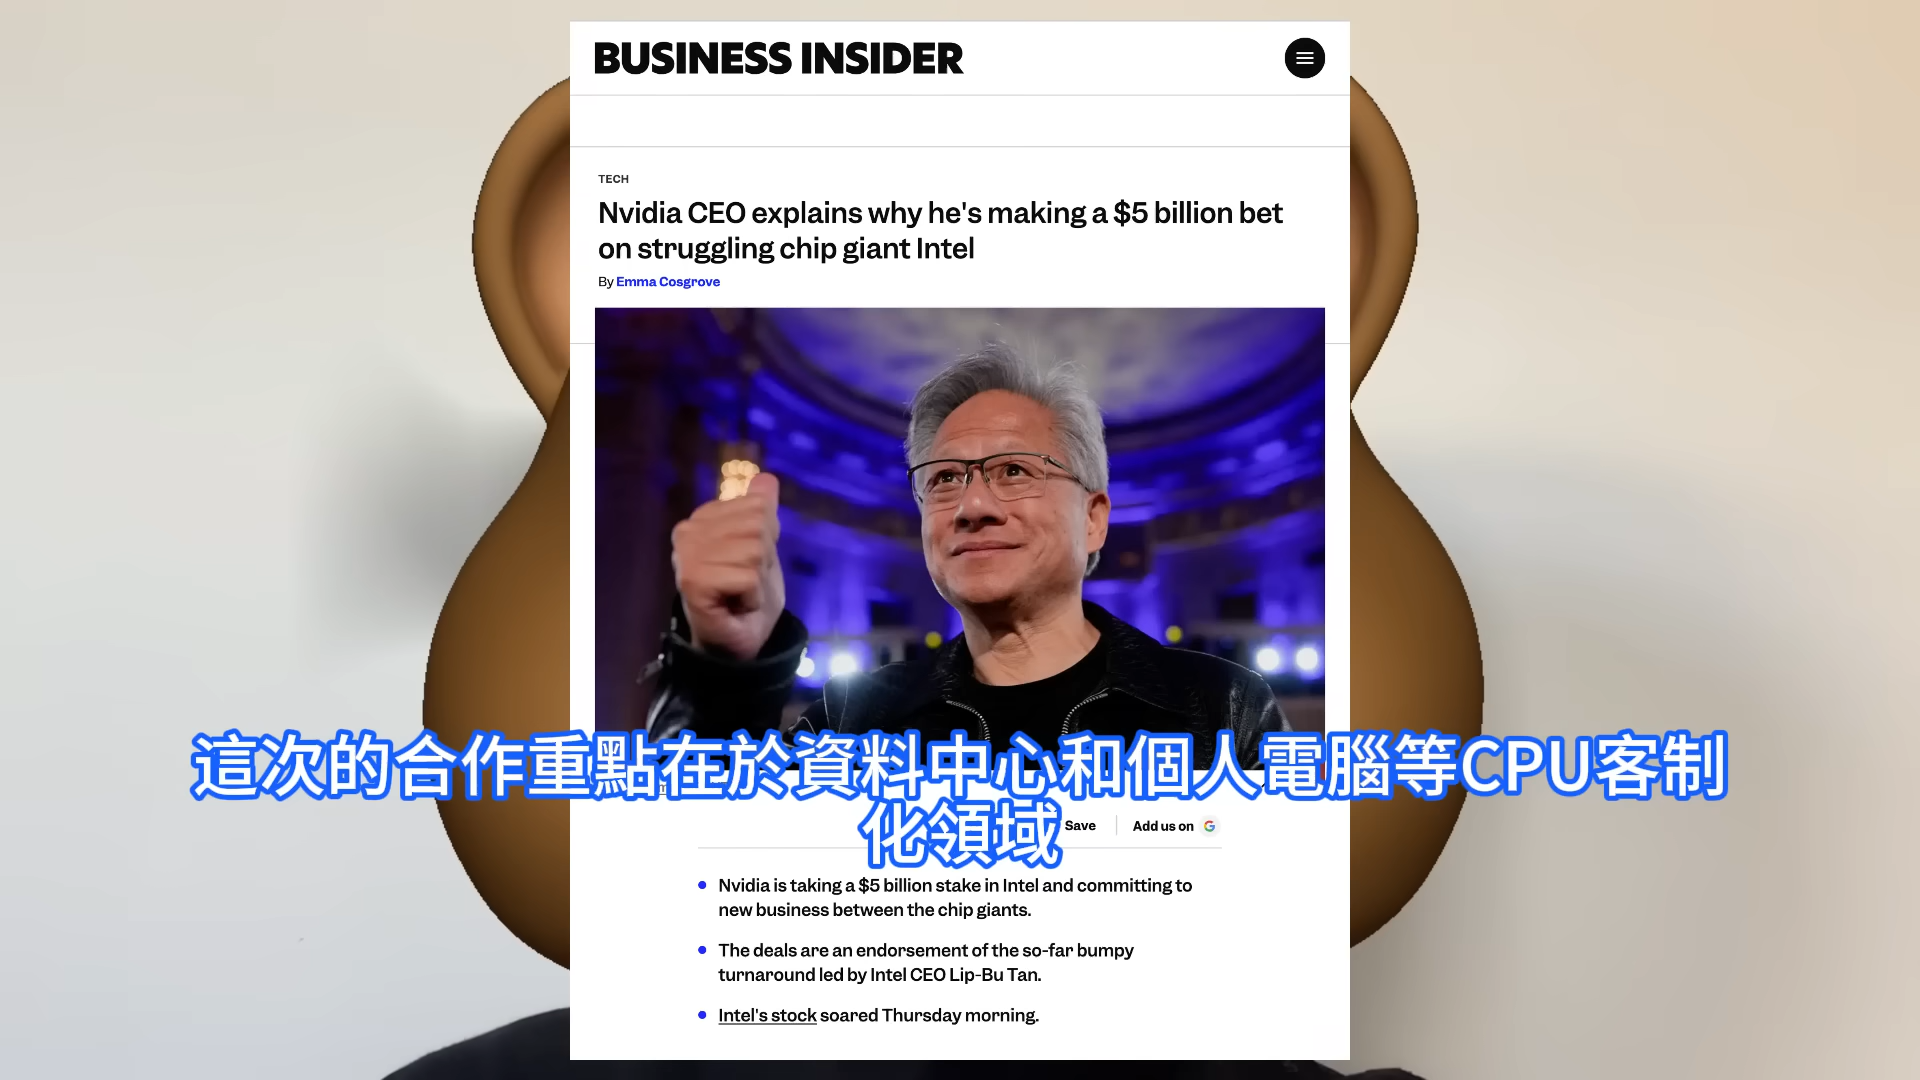 BUSINESS INSIDER
TECH
Nvidia CEO explains why he's making a $5 billion bet
on struggling chip giant Intel
By Emma Cosgrove
這次的合作重點在於資料中心和個人電腦等CPU客制
化領域
Save
Add us on
Nvidia is taking a $5 billion stake in Intel and committing to
new business between the chip giants.
The deals are an endorsement of the so-far bumpy
turnaround led by Intel CEO Lip-Bu Tan.
Intel's stock soared Thursday morning.